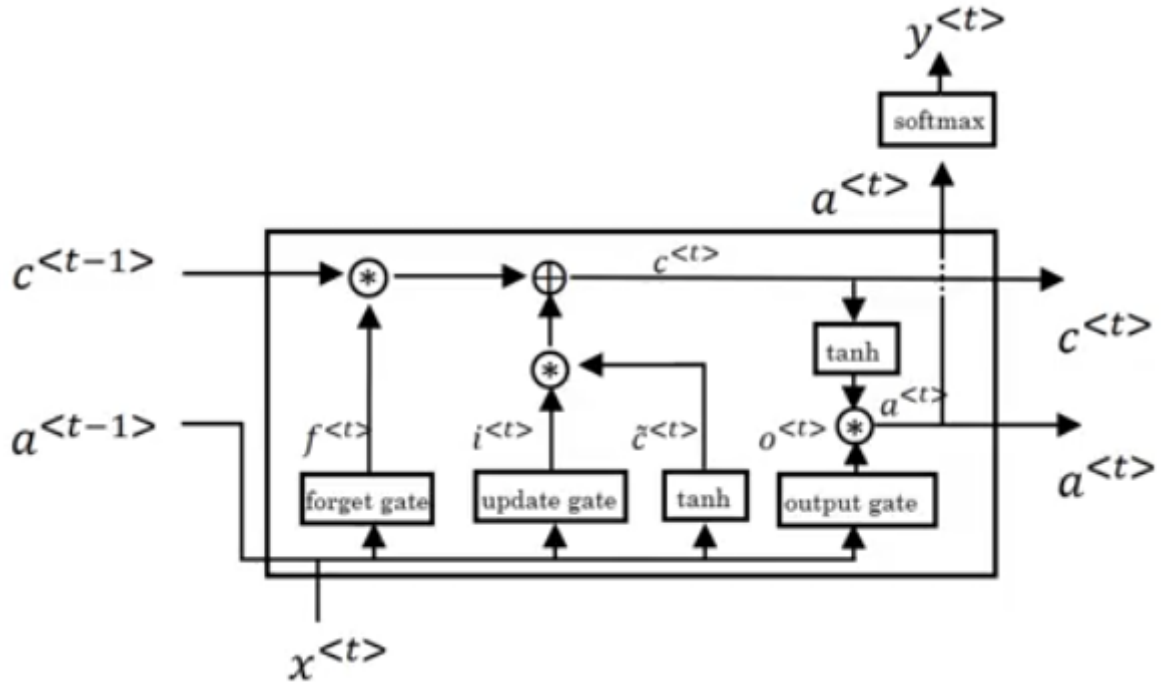 y^{<t>}
softmax
a^{<t>}
c^{<t-1>}
*
c^{<t>}
c^{<t>}
tanh
*
a^{<t-1>}
f^{<t>}
i^{<t>}
c̃^{<t>}
o^{<t>}
*
a^{<t>}
a^{<t>}
forget gate
update gate
tanh
output gate
x^{<t>}